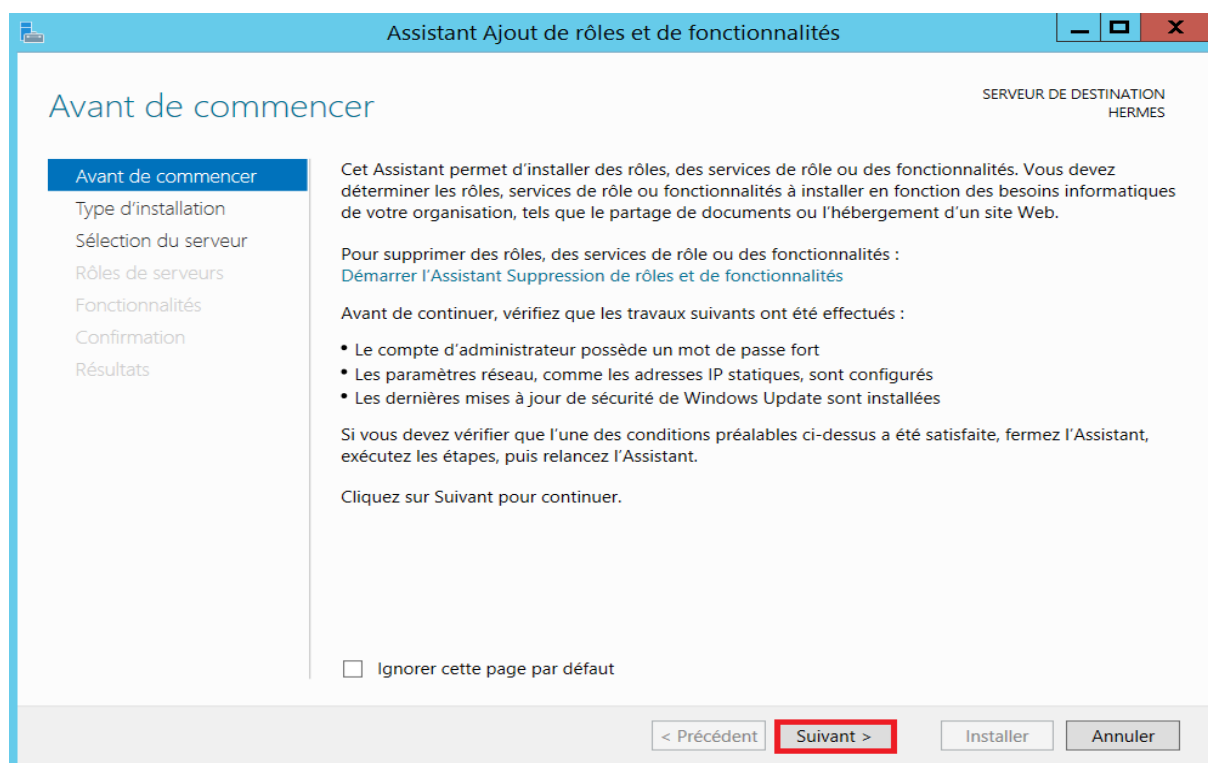 Assistant Ajout de rôles et de fonctionnalités
Avant de commencer
SERVEUR DE DESTINATION
HERMES
Avant de commencer
Type d'installation
Sélection du serveur
Rôles de serveurs
Fonctionnalités
Confirmation
Résultats
Cet Assistant permet d'installer des rôles, des services de rôle ou des fonctionnalités. Vous devez
déterminer les rôles, services de rôle ou fonctionnalités à installer en fonction des besoins informatiques
de votre organisation, tels que le partage de documents ou l'hébergement d'un site Web.
Pour supprimer des rôles, des services de rôle ou des fonctionnalités :
Démarrer l'Assistant Suppression de rôles et de fonctionnalités
Avant de continuer, vérifiez que les travaux suivants ont été effectués :
• Le compte d'administrateur possède un mot de passe fort
• Les paramètres réseau, comme les adresses IP statiques, sont configurés
• Les dernières mises à jour de sécurité de Windows Update sont installées
Si vous devez vérifier que l'une des conditions préalables ci-dessus a été satisfaite, fermez l'Assistant,
exécutez les étapes, puis relancez l'Assistant.
Cliquez sur Suivant pour continuer.
Ignorer cette page par défaut
< Précédent
Suivant >
Installer
Annuler